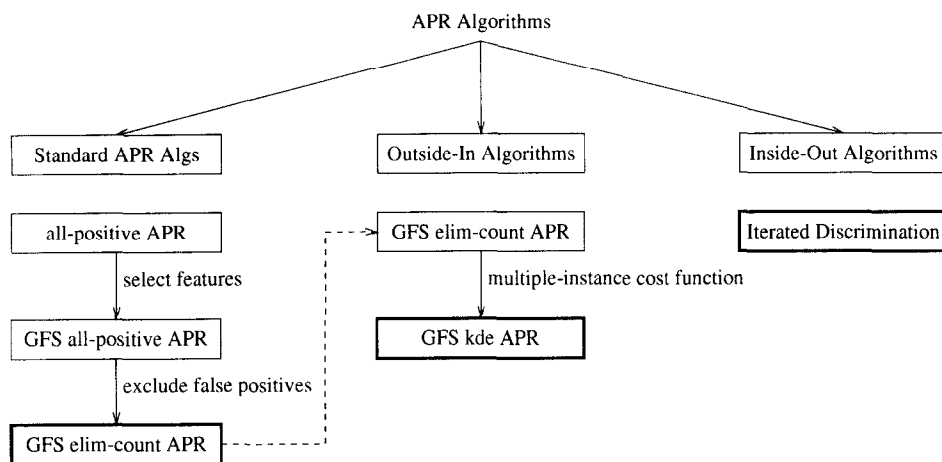 APR Algorithms
Standard APR Algs
Outside-In Algorithms
Inside-Out Algorithms
all-positive APR
GFS elim-count APR
Iterated Discrimination
select features
multiple-instance cost function
GFS all-positive APR
GFS kde APR
exclude false positives
GFS elim-count APR